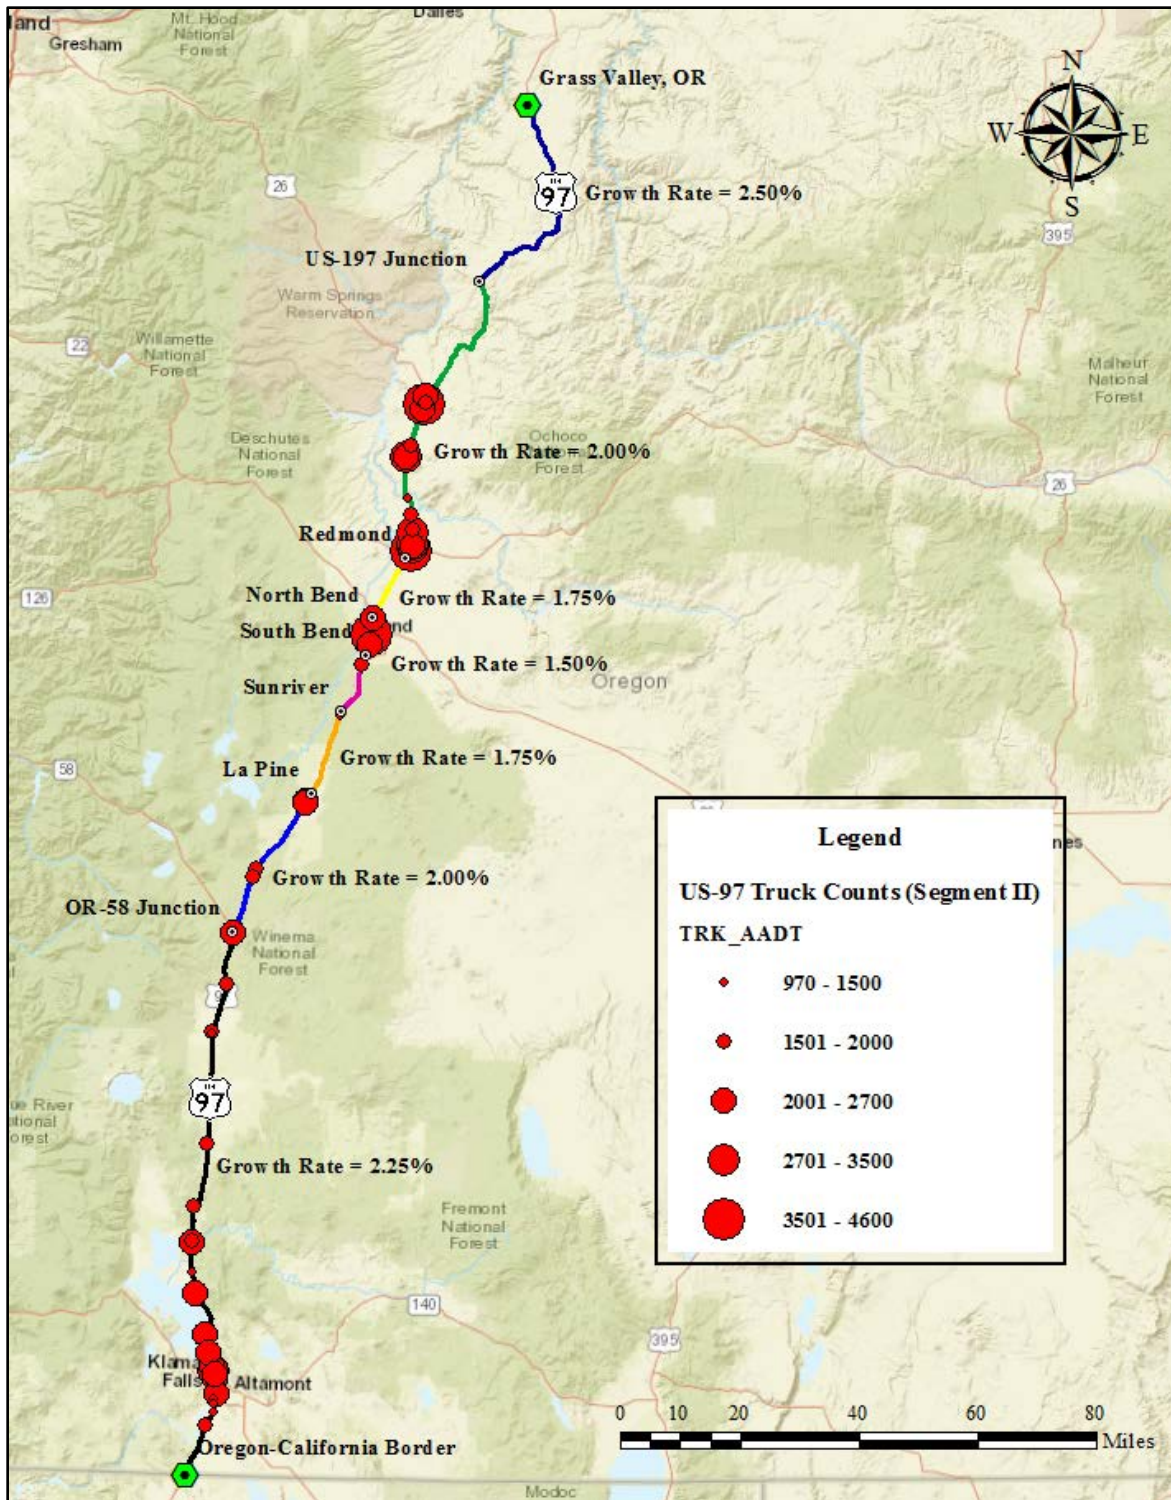 land
Gresham
Mt. Hood
National
Forest
Dalles
Grass Valley, OR
N
W
E
S
26
97
Growth Rate = 2.50%
395
US-197 Junction
Warm Springs
Reservation
22
Willamette
National
Forest
Malheur
National
Forest
Deschutes
National
Forest
Ochoco
Forest
Growth Rate = 2.00%
26
Redmond
126
North Bend
Growth Rate = 1.75%
South Bend
nd
Growth Rate = 1.50%
Sunriver
Oregon
58
Growth Rate = 1.75%
La Pine
Growth Rate = 2.00%
OR-58 Junction
Winema
National
Forest
97
ue River
ational
orest
Growth Rate = 2.25%
Fremont
National
Forest
140
395
Klama
Falls
Altamont
Oregon-California Border
Modoc
nes
Legend
US-97 Truck Counts (Segment II)
TRK_AADT
970 - 1500
1501 - 2000
2001 - 2700
2701 - 3500
3501 - 4600
0 10 20 40 60 80
Miles